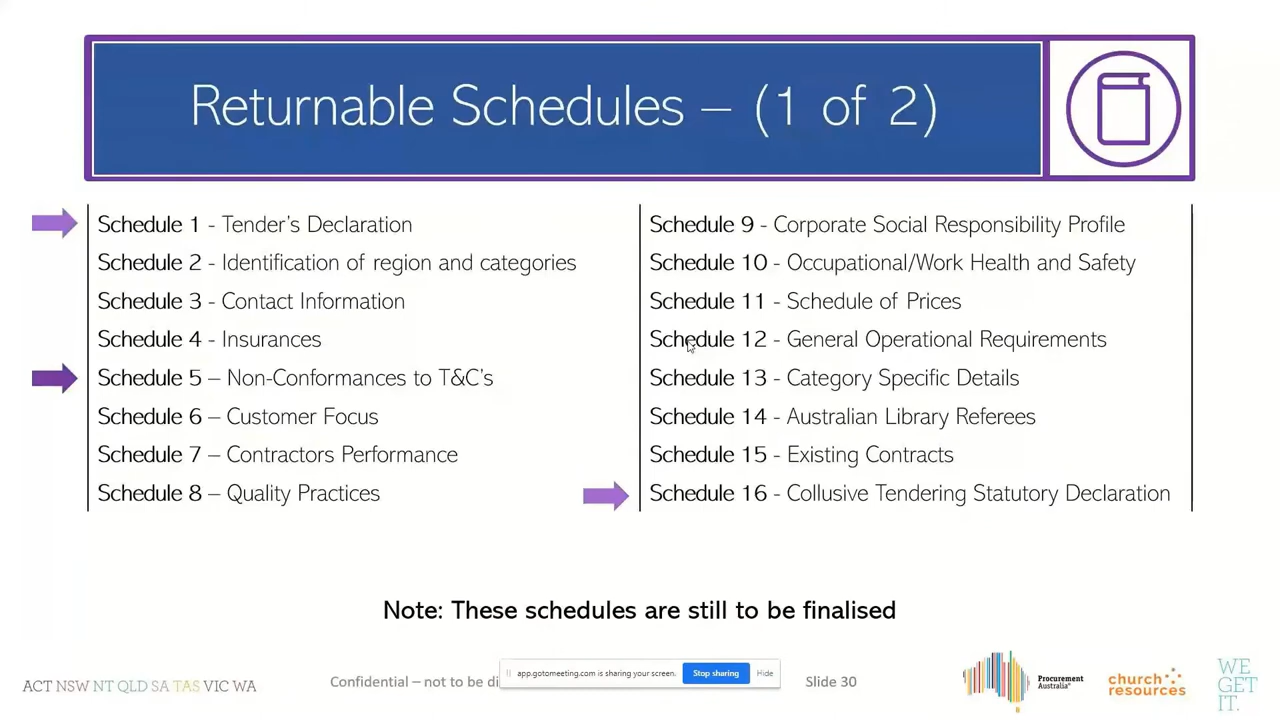 Returnable Schedules – (1 of 2)
Schedule 1 - Tender's Declaration
Schedule 2 - Identification of region and categories
Schedule 3 - Contact Information
Schedule 4 - Insurances
Schedule 5 – Non-Conformances to T&C's
Schedule 6 – Customer Focus
Schedule 7 – Contractors Performance
Schedule 8 – Quality Practices
Schedule 9 - Corporate Social Responsibility Profile
Schedule 10 - Occupational/Work Health and Safety
Schedule 11 - Schedule of Prices
Schedule 12 - General Operational Requirements
Schedule 13 - Category Specific Details
Schedule 14 - Australian Library Referees
Schedule 15 - Existing Contracts
Schedule 16 - Collusive Tendering Statutory Declaration
Note: These schedules are still to be finalised
ACT NSW NT QLD SA TAS VIC WA
Confidential – not to be
app.gotomeeting.com is sharing your screen.
Stop sharing
Hide
Slide 30
Procurement
Australia
church
resources
WE
GET
IT.